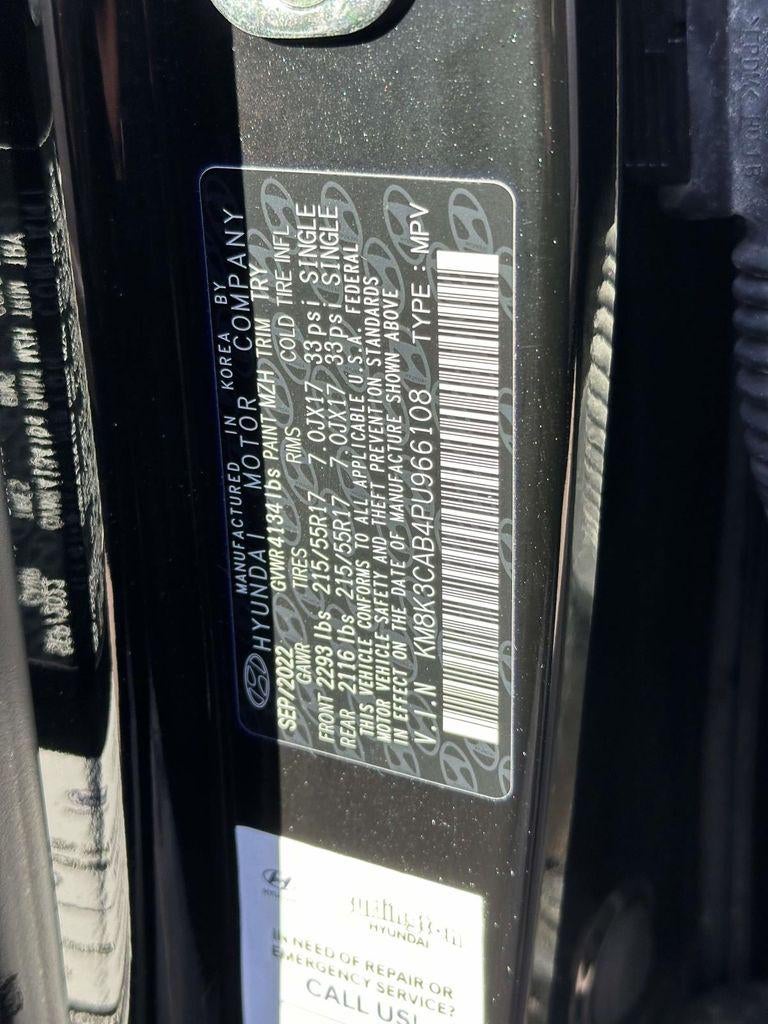 MANUFACTURED IN KOREA BY
HYUNDAI MOTOR COMPANY
SEP/2022 GVWR 4134 lbs PAINT MZH TRIM TRY
GAWR TIRES RIMS COLD TIRE INFL
FRONT 2293 lbs 215/55R17 7.0JX17 33psi SINGLE
REAR 2116 lbs 215/55R17 7.0JX17 33psi SINGLE
THIS VEHICLE CONFORMS TO ALL APPLICABLE U.S.A. FEDERAL
MOTOR VEHICLE SAFETY AND THEFT PREVENTION STANDARDS
IN EFFECT ON THE DATE OF MANUFACTURE SHOWN ABOVE
V.I.N KM8K3CAB4PU966108 TYPE : MPV
HYUNDAI
HYUNDAI
IN NEED OF REPAIR OR
EMERGENCY SERVICE?
CALL US!